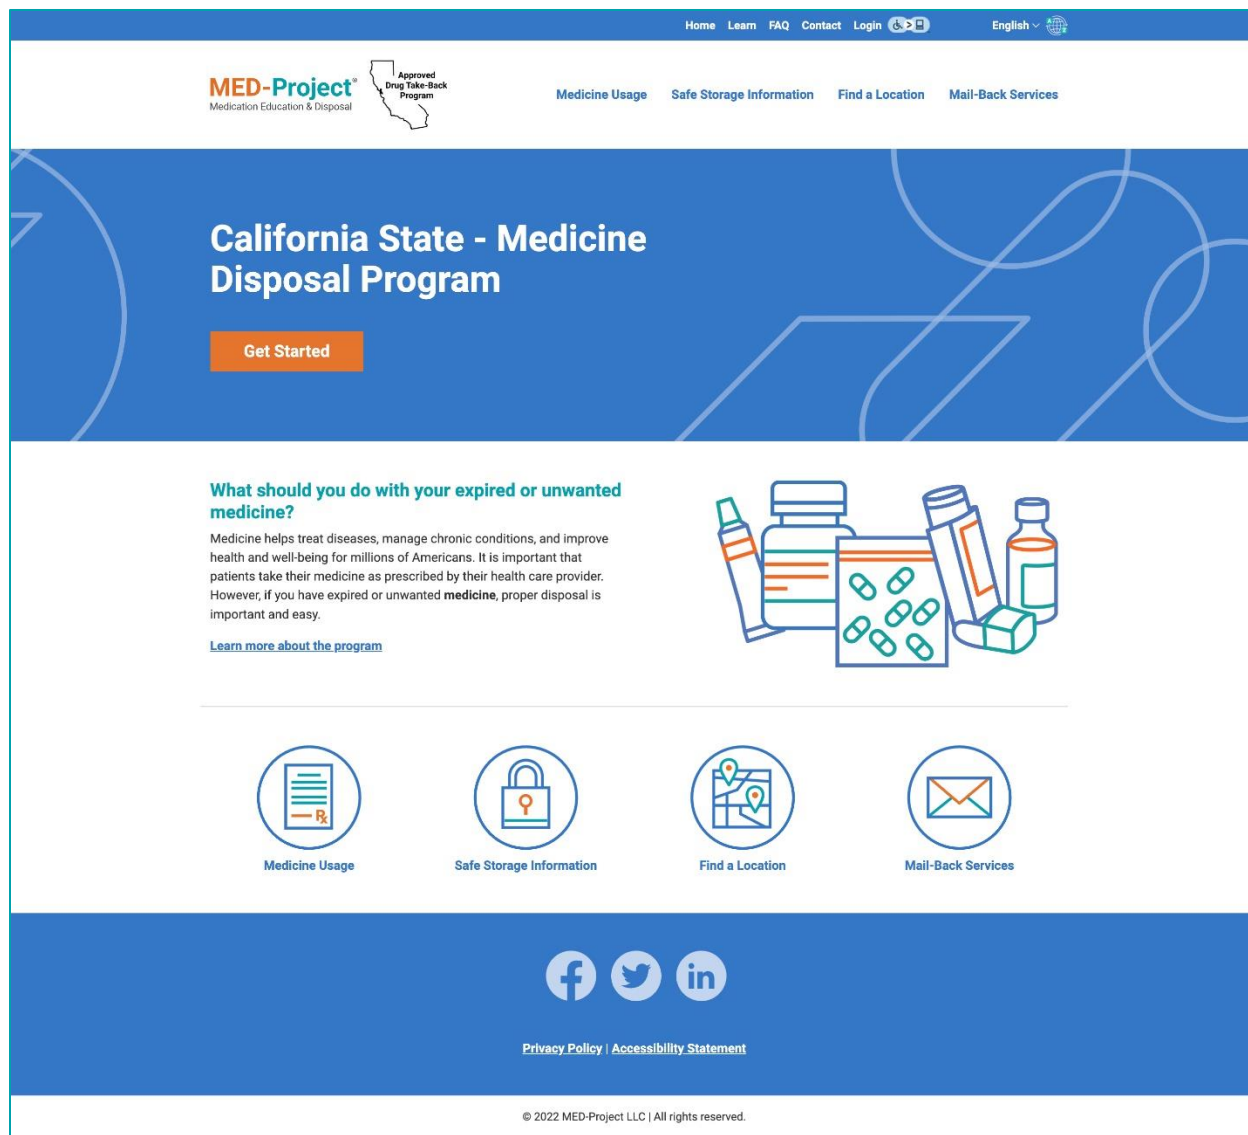 Home Learn FAQ Contact Login English
MED-Project®
Medication Education & Disposal
Approved
Drug Take-Back
Program
Medicine Usage Safe Storage Information Find a Location Mail-Back Services
California State - Medicine
Disposal Program
Get Started
What should you do with your expired or unwanted
medicine?
Medicine helps treat diseases, manage chronic conditions, and improve
health and well-being for millions of Americans. It is important that
patients take their medicine as prescribed by their health care provider.
However, if you have expired or unwanted medicine, proper disposal is
important and easy.
Learn more about the program
Rx
Medicine Usage Safe Storage Information Find a Location Mail-Back Services
f in
Privacy Policy | Accessibility Statement
© 2022 MED-Project LLC | All rights reserved.